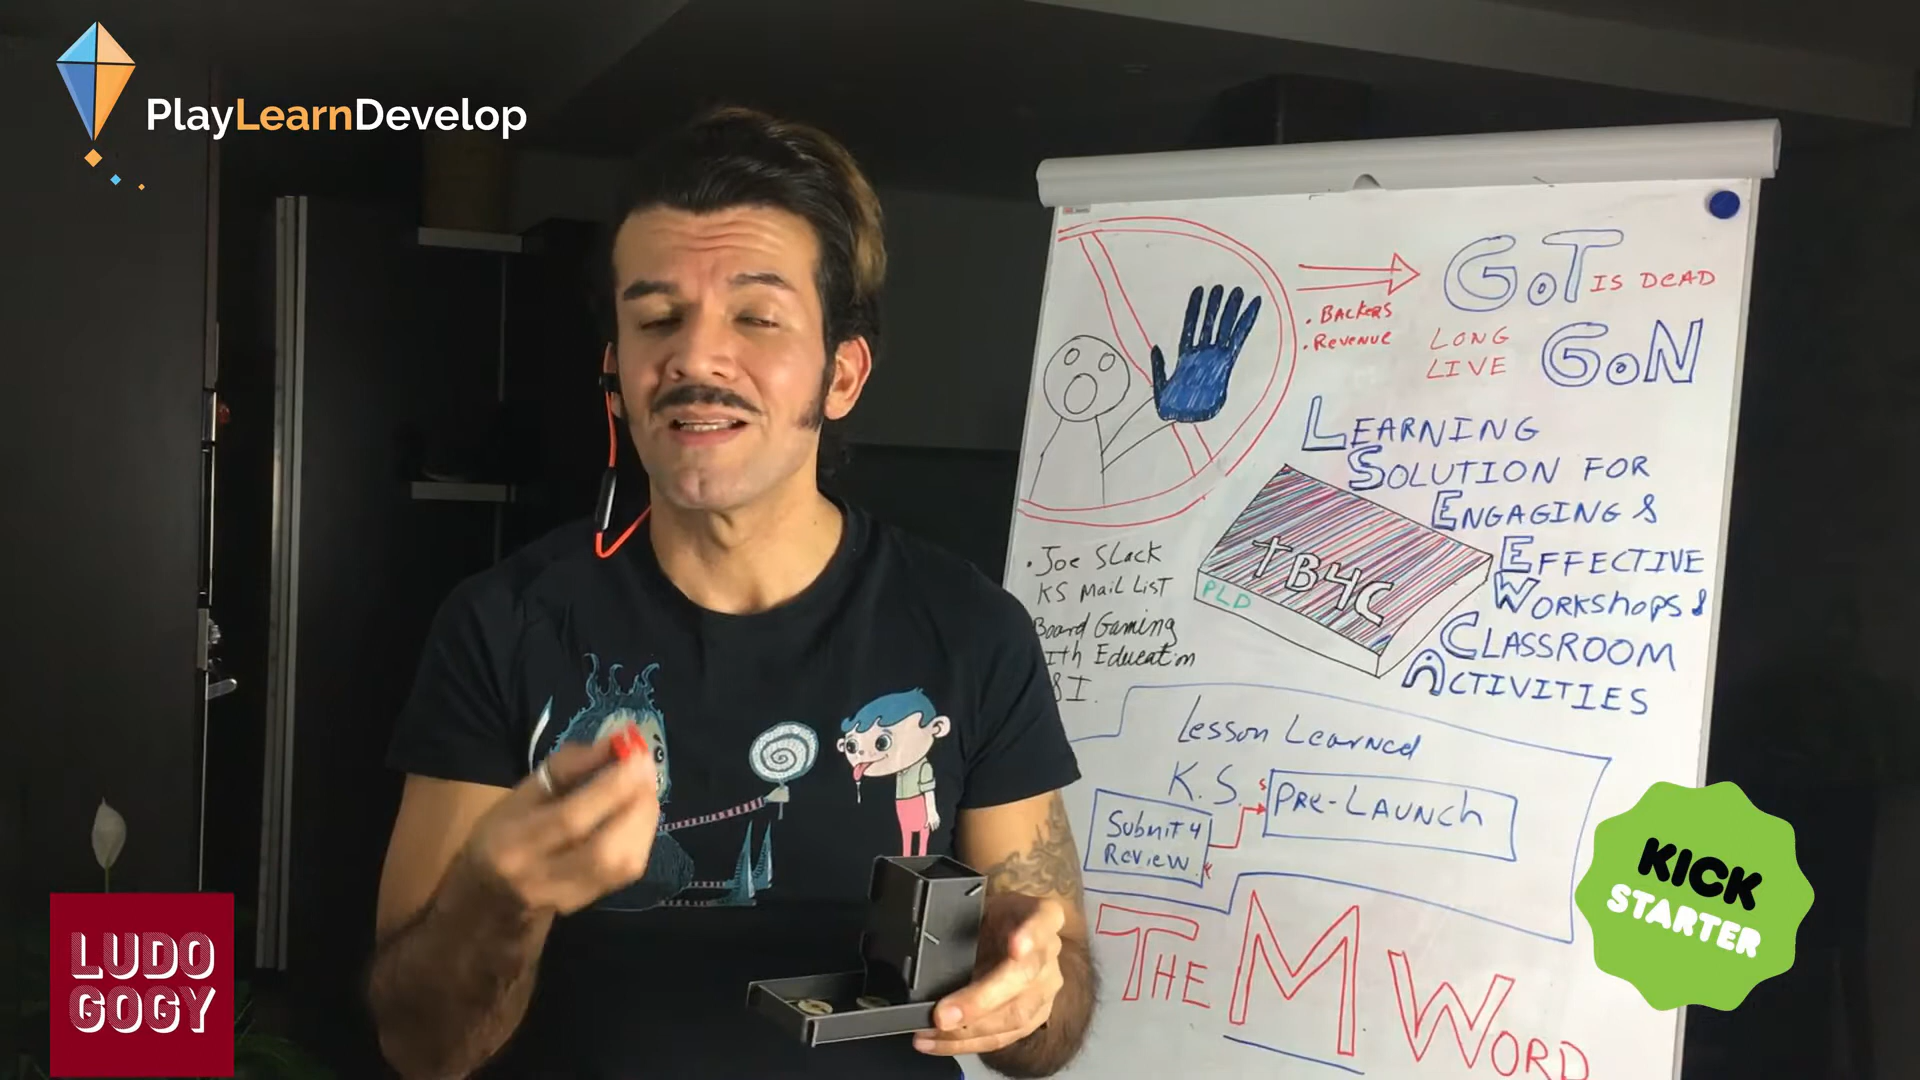 PlayLearnDevelop
GoT IS DEAD
. BACKERS
. Revenue
LONG
LIVE
GoN
LEARNING
SOLUTION FOR
ENGAGING &
EFFECTIVE
WORKSHOPS &
CLASSROOM
ACTIVITIES
TB4C
PLD
. Joe Slack
KS Mail List
Board Gaming
ith Education
Lesson Learned
K.S.
Submit 4
Review
PRE-LAUNCH
THE M WORD
KICK
STARTER
LUDO
GOGY